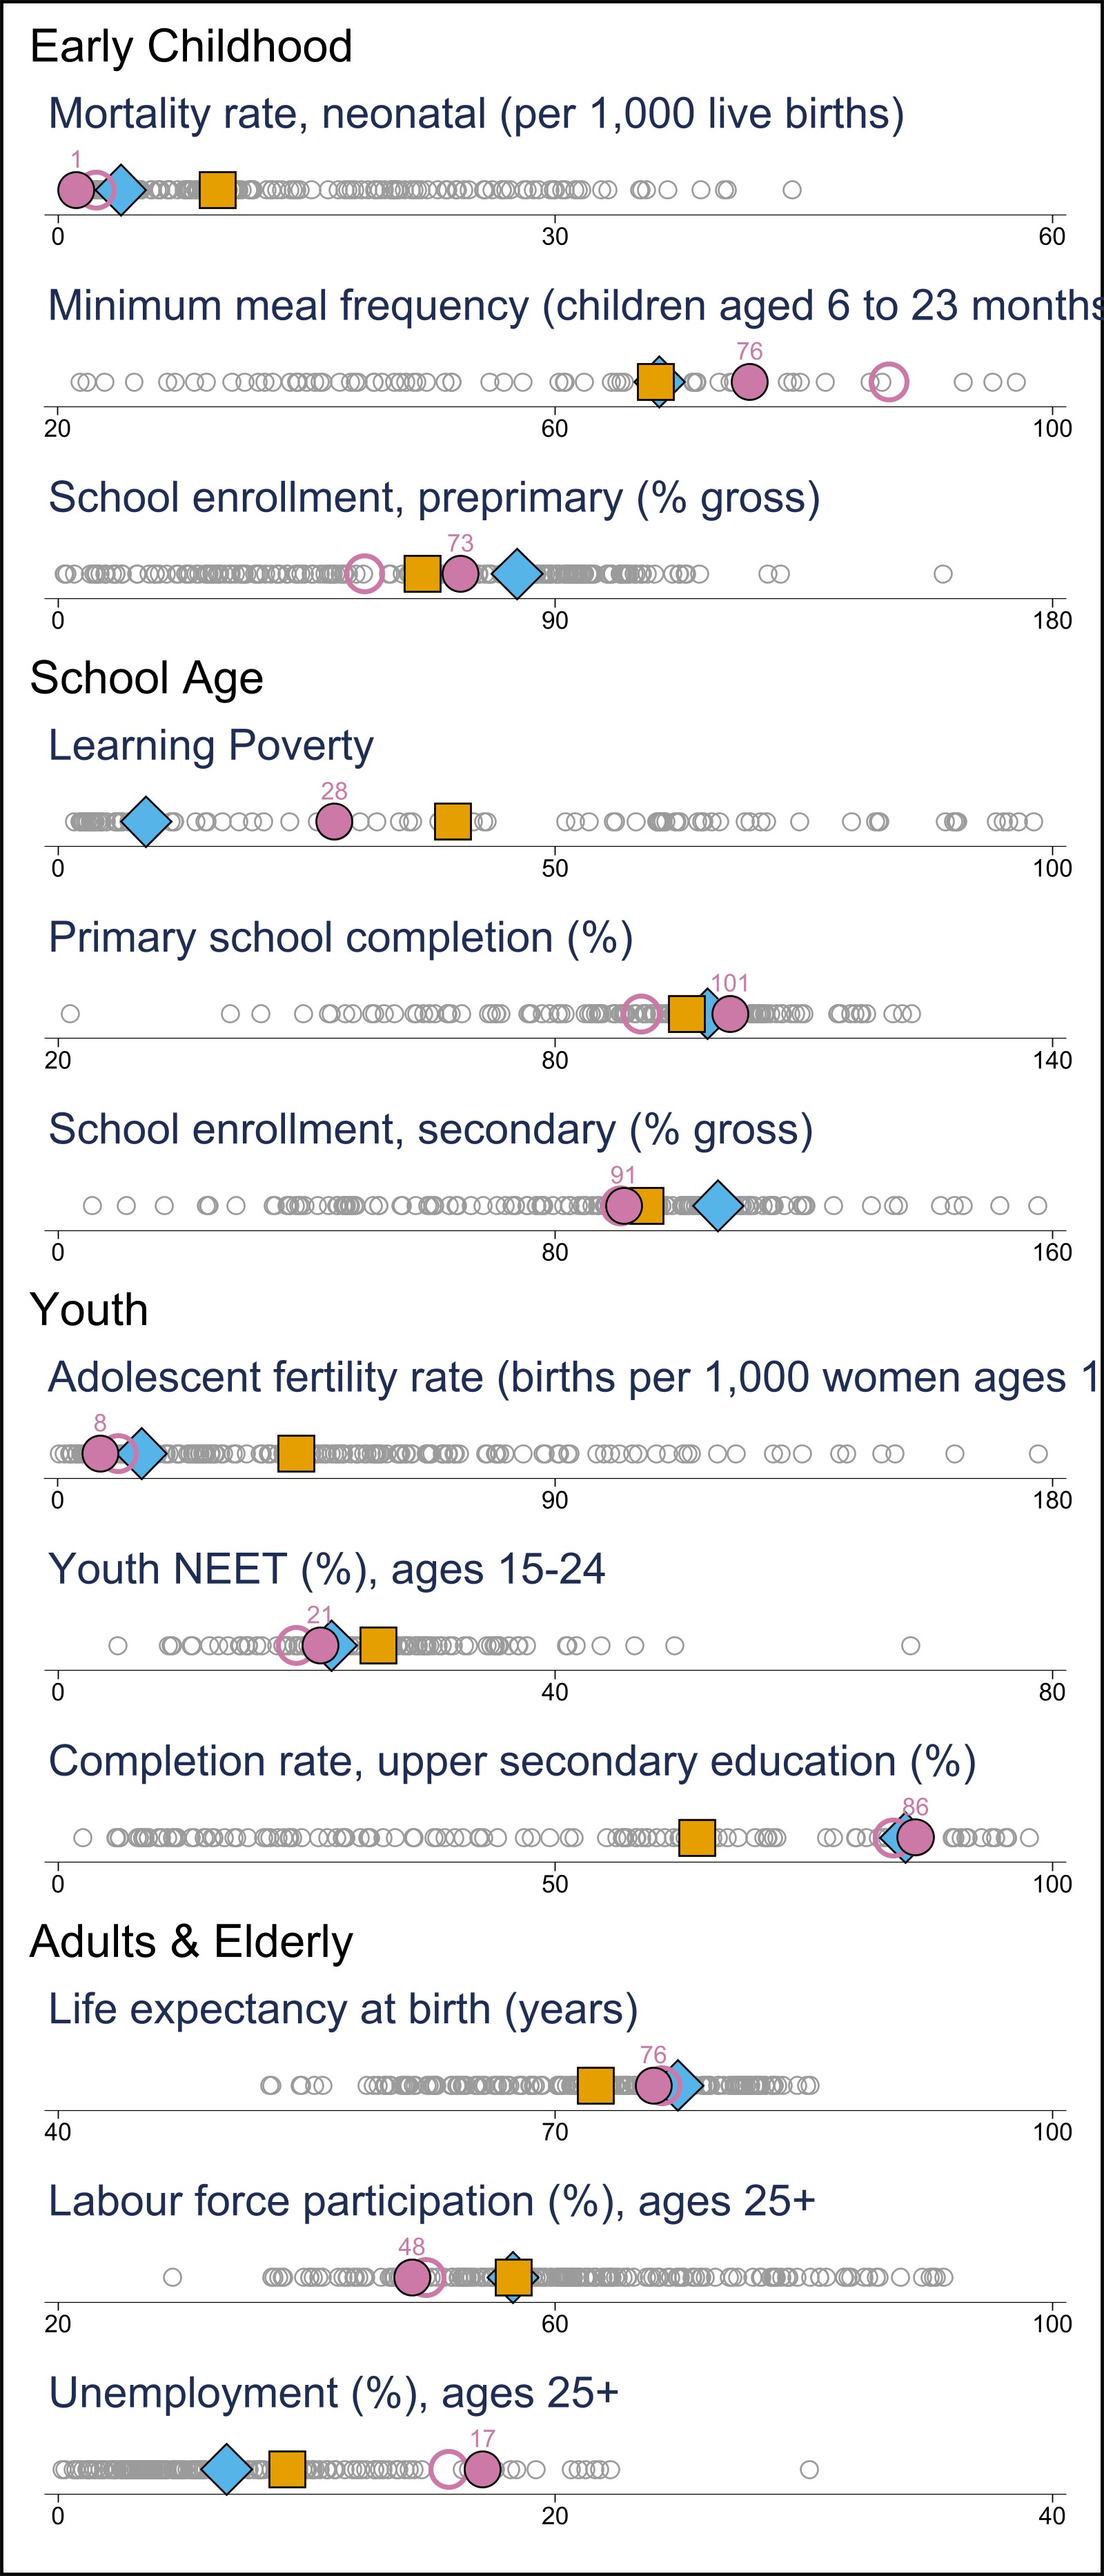 Early Childhood
Mortality rate, neonatal (per 1,000 live births)
1
0 30 60
Minimum meal frequency (children aged 6 to 23 months
76
20 60 100
School enrollment, preprimary (% gross)
73
0 90 180
School Age
Learning Poverty
28
0 50 100
Primary school completion (%)
101
20 80 140
School enrollment, secondary (% gross)
91
0 80 160
Youth
Adolescent fertility rate (births per 1,000 women ages 1
8
0 90 180
Youth NEET (%), ages 15-24
21
0 40 80
Completion rate, upper secondary education (%)
86
0 50 100
Adults & Elderly
Life expectancy at birth (years)
76
40 70 100
Labour force participation (%), ages 25+
48
20 60 100
Unemployment (%), ages 25+
17
0 20 40